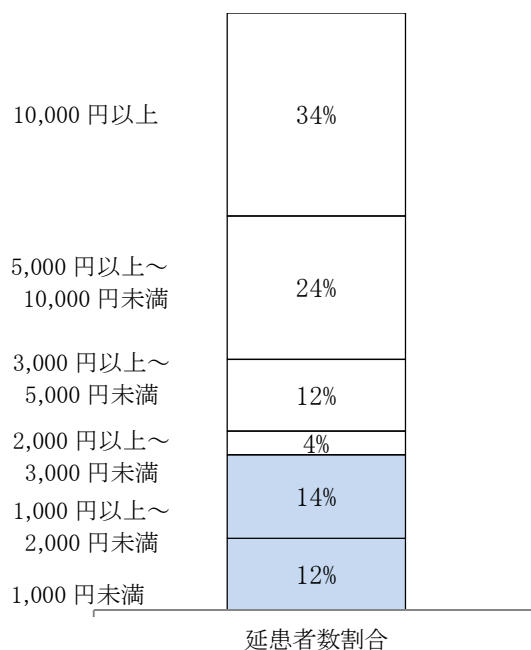 10,000 円以上
34%
5,000 円以上～
10,000 円未満
24%
3,000 円以上～
5,000 円未満
12%
2,000 円以上～
3,000 円未満
4%
1,000 円以上～
2,000 円未満
14%
1,000 円未満
12%
延患者数割合